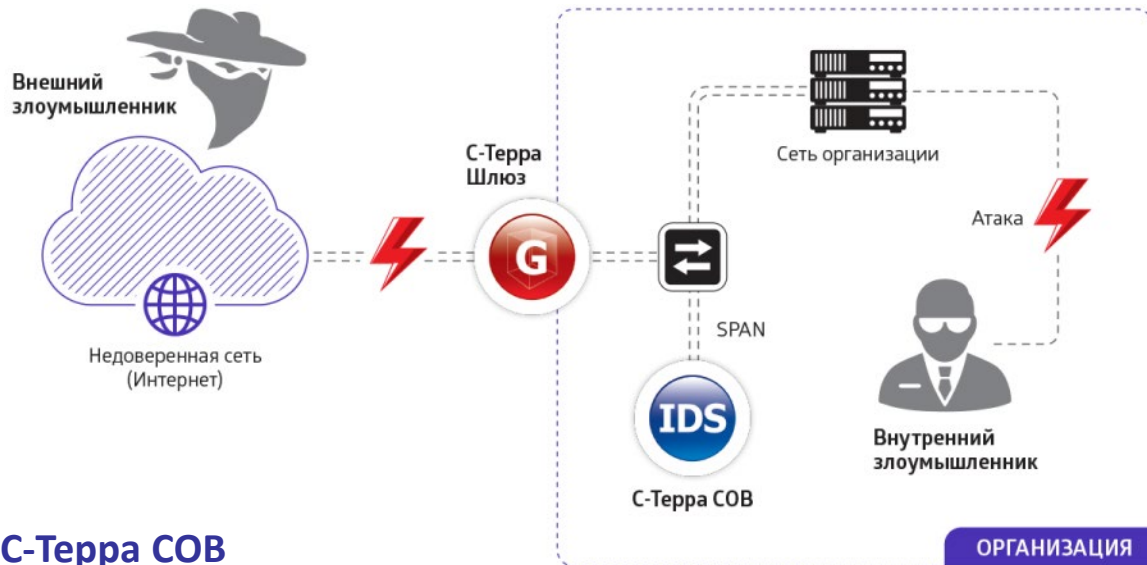 Внешний
злоумышленник
Недоверенная сеть
(Интернет)
С-Терра
Шлюз
G
SPAN
IDS
С-Терра СОВ
Сеть организации
Атака
Внутренний
злоумышленник
ОРГАНИЗАЦИЯ
С-Терра СОВ